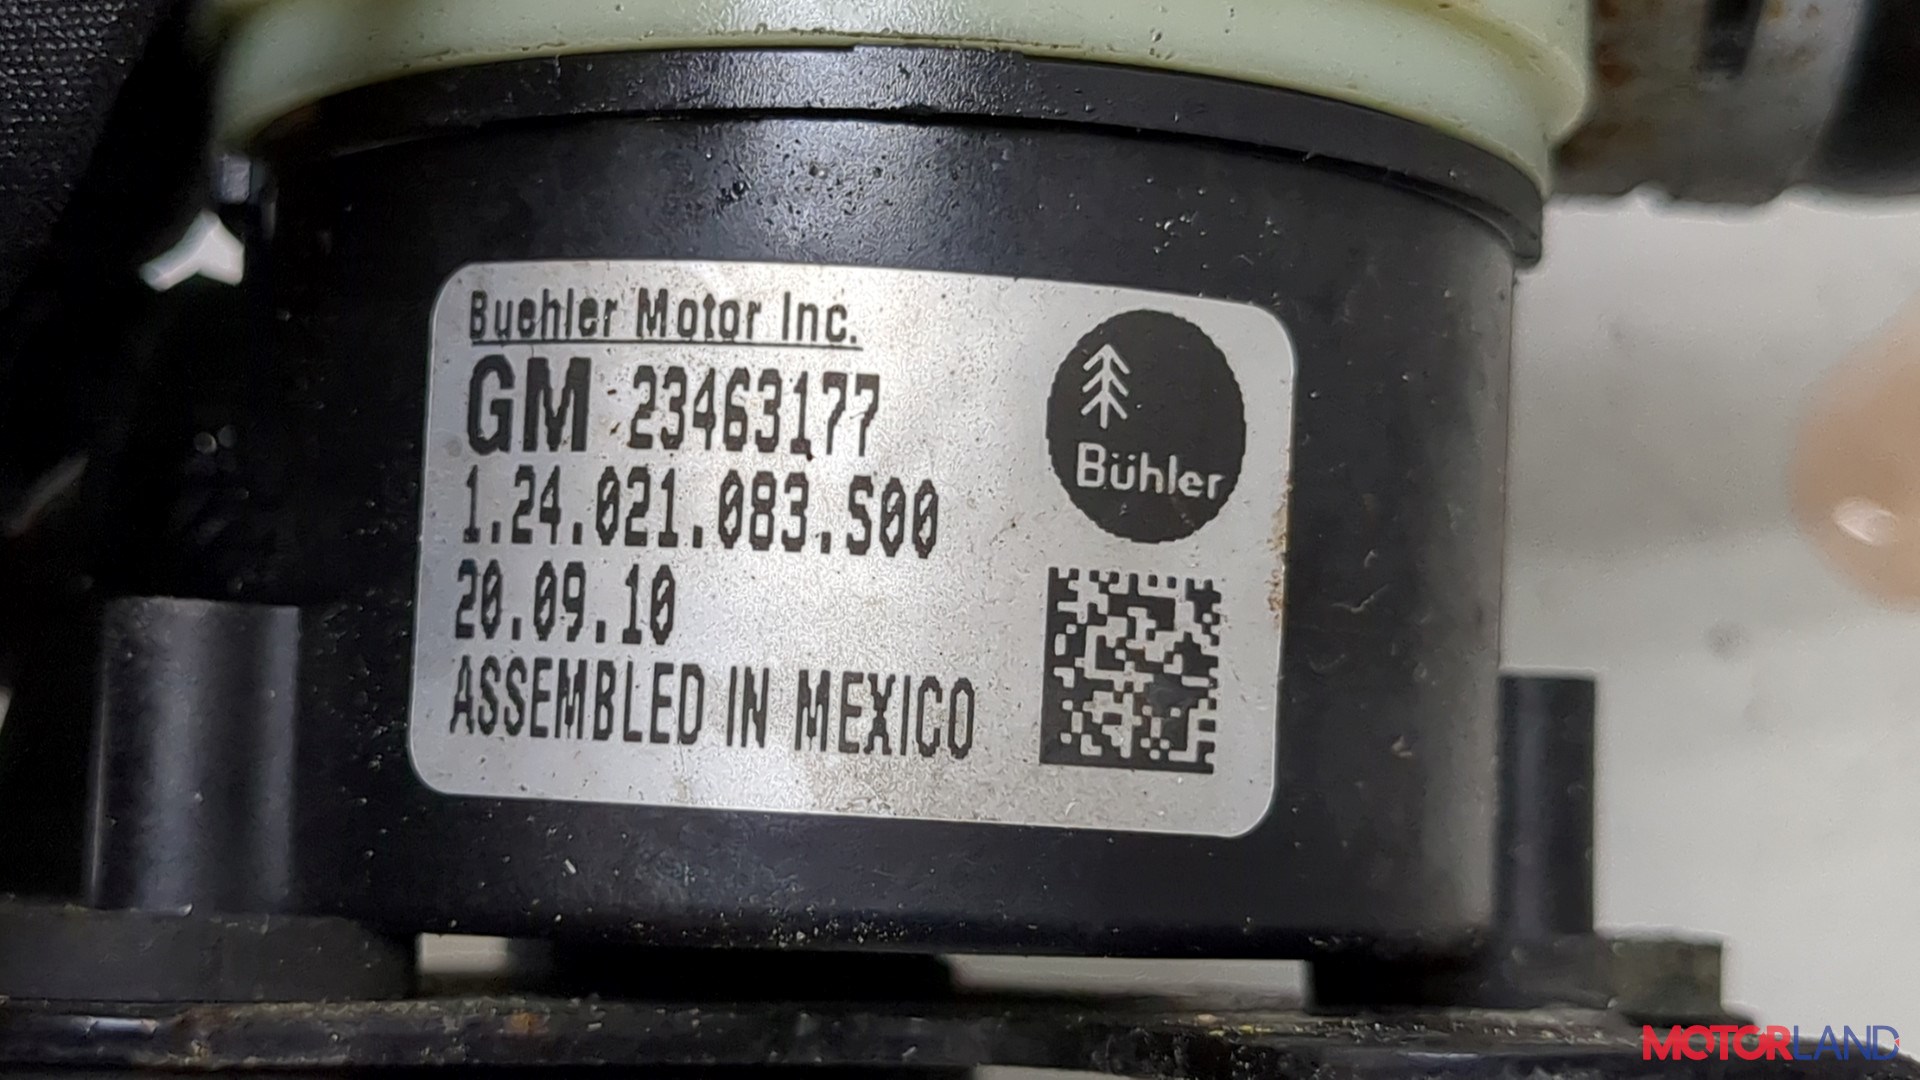 Buehler Motor Inc.
GM 23463177
1.24.021.083.S00
20.09.10
ASSEMBLED IN MEXICO
Bühler
MOTORLAND